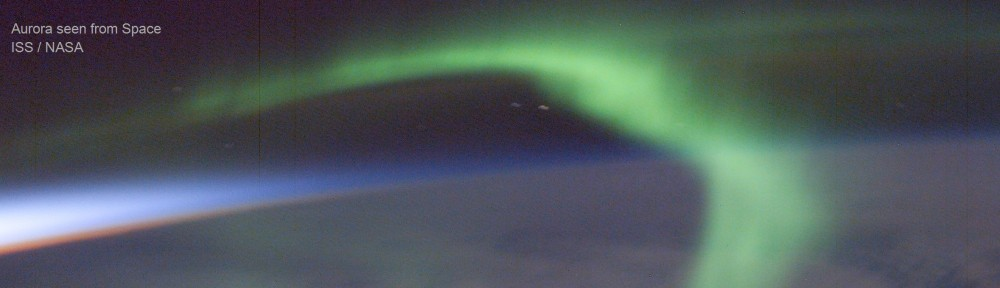 Aurora seen from Space
ISS / NASA